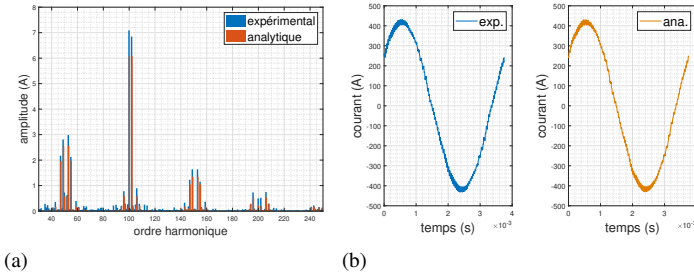 8
7
6
5
4
3
2
1
0
amplitude (A)
expérimental
analytique
40 60 80 100 120 140 160 180 200 220 240
ordre harmonique
(a)
500
400
300
200
100
0
-100
-200
-300
-400
-500
courant (A)
exp.
0 1 2 3 4
×10⁻³
temps (s)
500
400
300
200
100
0
-100
-200
-300
-400
-500
courant (A)
ana.
0 1 2 3
temps (s)
(b)